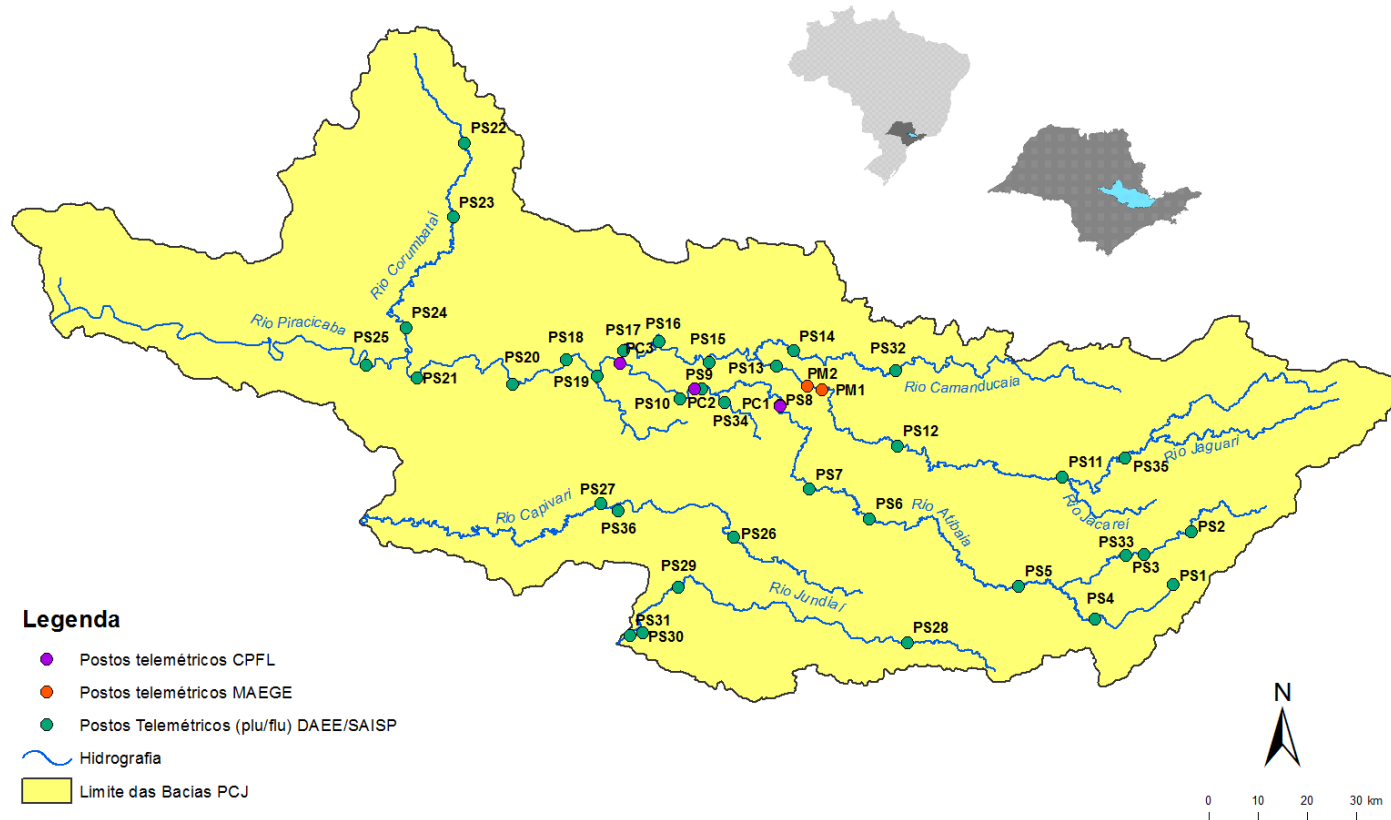 PS22
PS23
Rio Corumbataí
PS24
Rio Piracicaba
PS25
PS21
PS20
PS18
PS17
PC3
PS16
PS19
PS15
PS9
PS10
PC2
PS34
PS13
PS14
PM2
PM1
PC1
PS8
PS32
Rio Camanducaia
PS12
PS7
PS6
PS11
PS35
Rio Jaguari
Rio Jacareí
Rio Atibaia
PS2
PS33
PS3
PS1
PS5
PS4
PS27
Rio Capivari
PS36
PS26
PS29
Rio Jundiaí
PS31
PS30
PS28
Legenda
Postos telemétricos CPFL
Postos telemétricos MAEGE
Postos Telemétricos (plu/flu) DAEE/SAISP
Hidrografia
Limite das Bacias PCJ
N
0 10 20 30 km